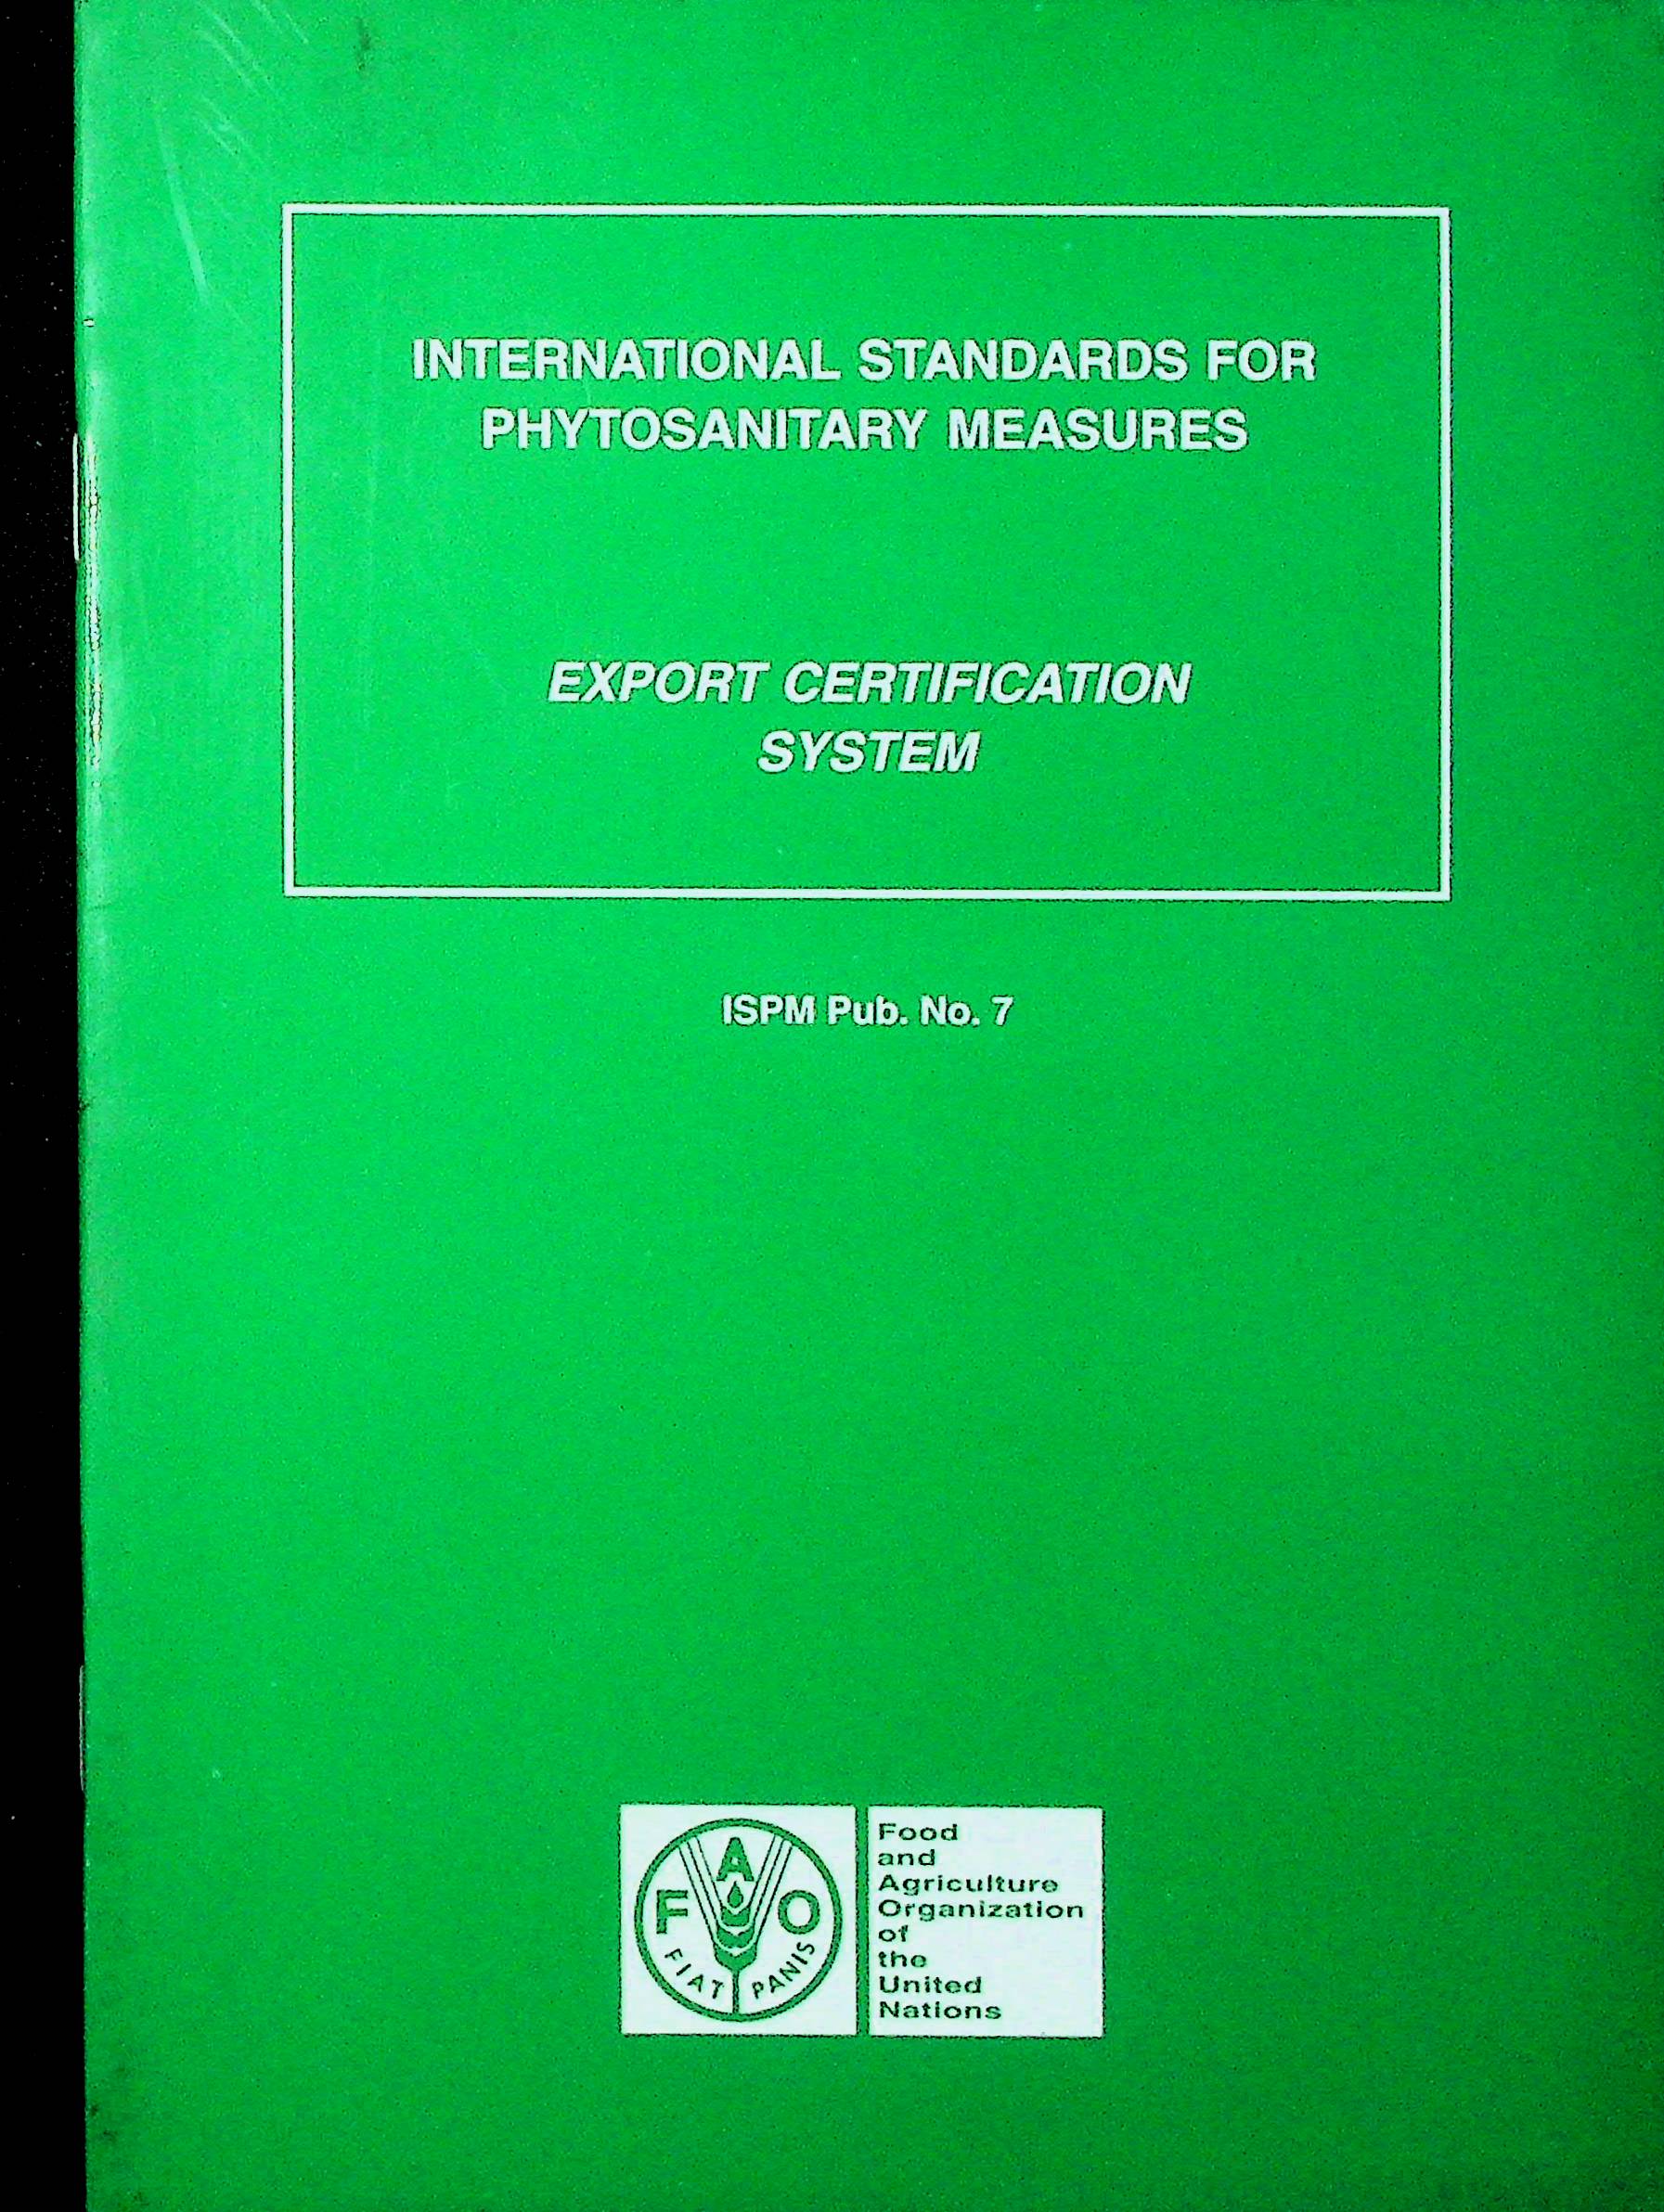 INTERNATIONAL STANDARDS FOR
PHYTOSANITARY MEASURES
EXPORT CERTIFICATION
SYSTEM
ISPM Pub. No. 7
F A O
FIAT PANIS
Food
and
Agriculture
Organization
of
the
United
Nations